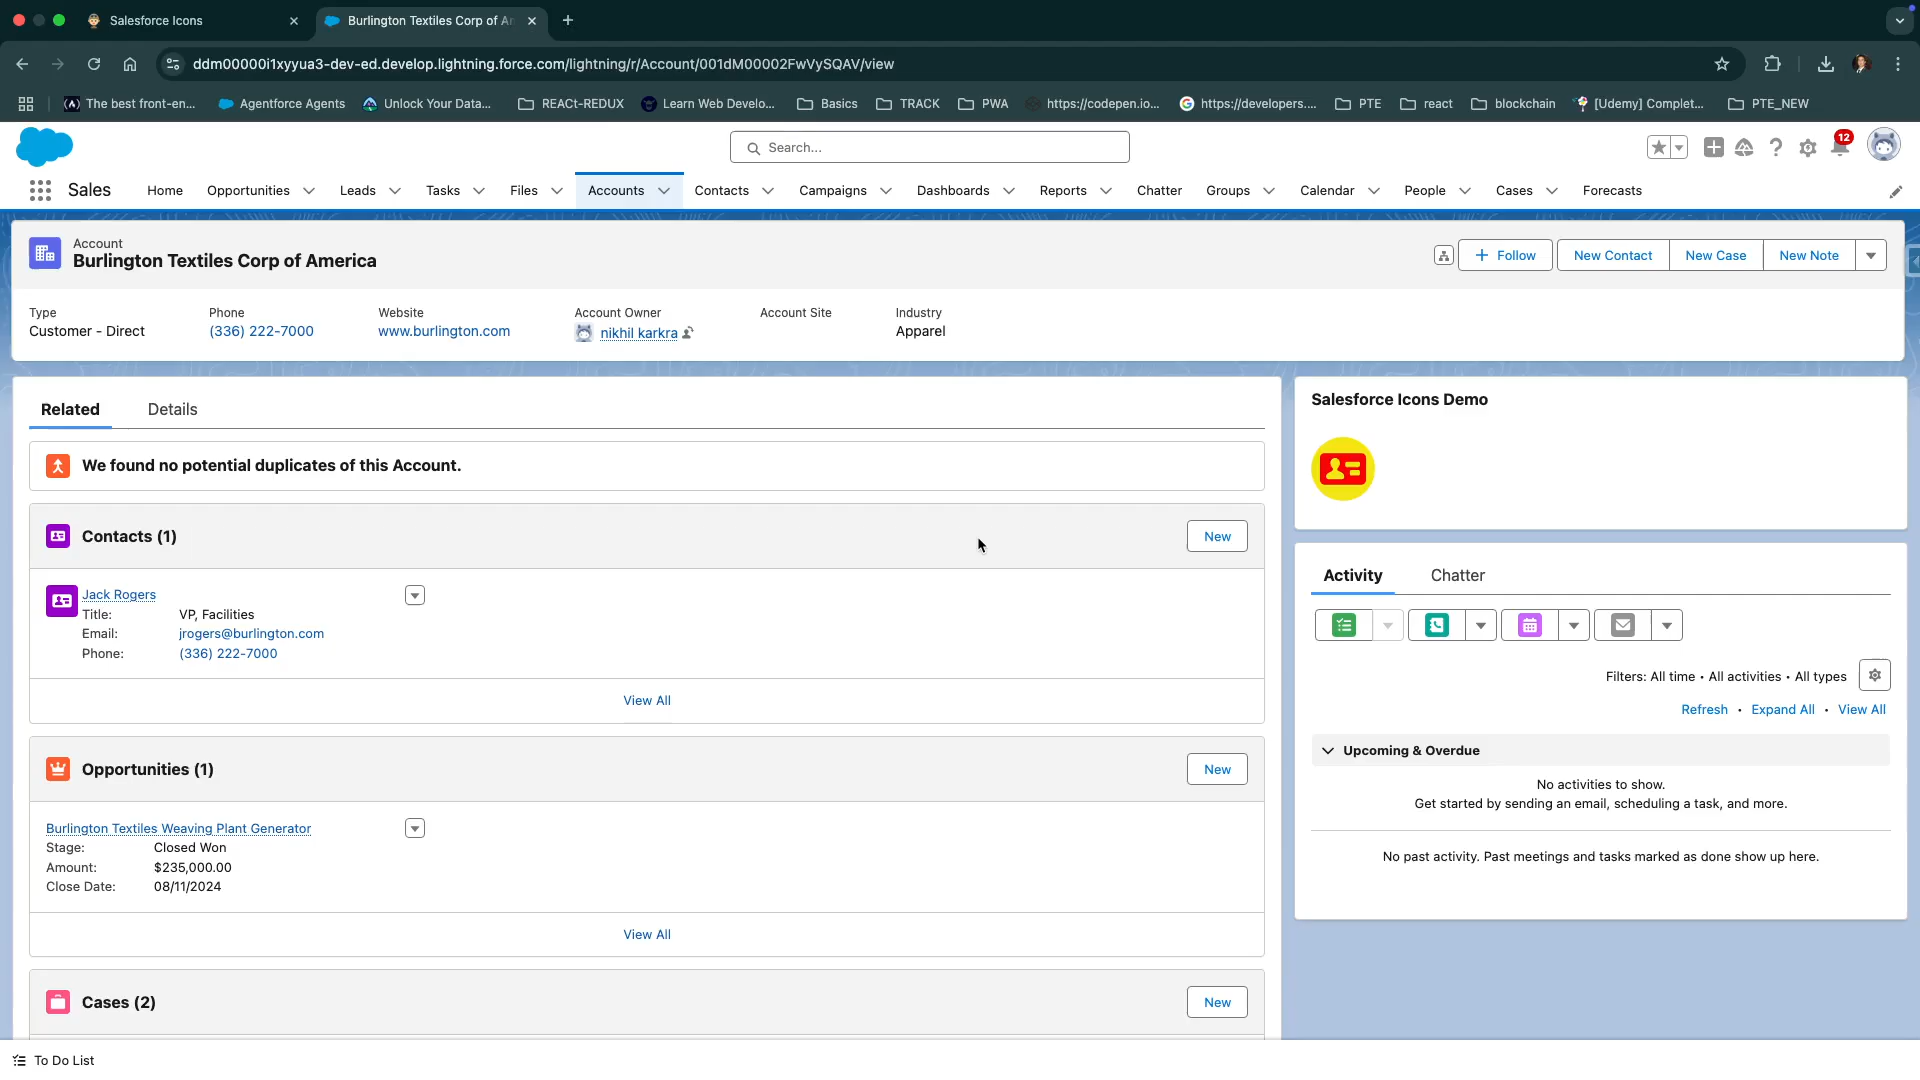 Salesforce Icons
Burlington Textiles Corp of Am
ddm00000i1xyyua3-dev-ed.develop.lightning.force.com/lightning/r/Account/001dM00002FwVySQAV/view
The best front-en...
Agentforce Agents
Unlock Your Data...
REACt-REDUX
Learn Web Develo...
Basics
TRACK
PWA
https://codepen.io...
https://developers....
PTE
react
blockchain
[Udemy] Complet...
PTE_NEW
Search...
12
Sales
Home
Opportunities
Leads
Tasks
Files
Accounts
Contacts
Campaigns
Dashboards
Reports
Chatter
Groups
Calendar
People
Cases
Forecasts
Account
Burlington Textiles Corp of America
Follow
New Contact
New Case
New Note
Type
Phone
Website
Account Owner
Account Site
Industry
Customer - Direct
(336) 222-7000
www.burlington.com
nikhil karkra
Apparel
Related
Details
We found no potential duplicates of this Account.
Contacts (1)
New
Jack Rogers
Title: VP, Facilities
Email: jrogers@burlington.com
Phone: (336) 222-7000
View All
Opportunities (1)
New
Burlington Textiles Weaving Plant Generator
Stage: Closed Won
Amount: $235,000.00
Close Date: 08/11/2024
View All
Cases (2)
New
Salesforce Icons Demo
Activity
Chatter
Filters: All time • All activities • All types
Refresh • Expand All • View All
Upcoming & Overdue
No activities to show.
Get started by sending an email, scheduling a task, and more.
No past activity. Past meetings and tasks marked as done show up here.
To Do List